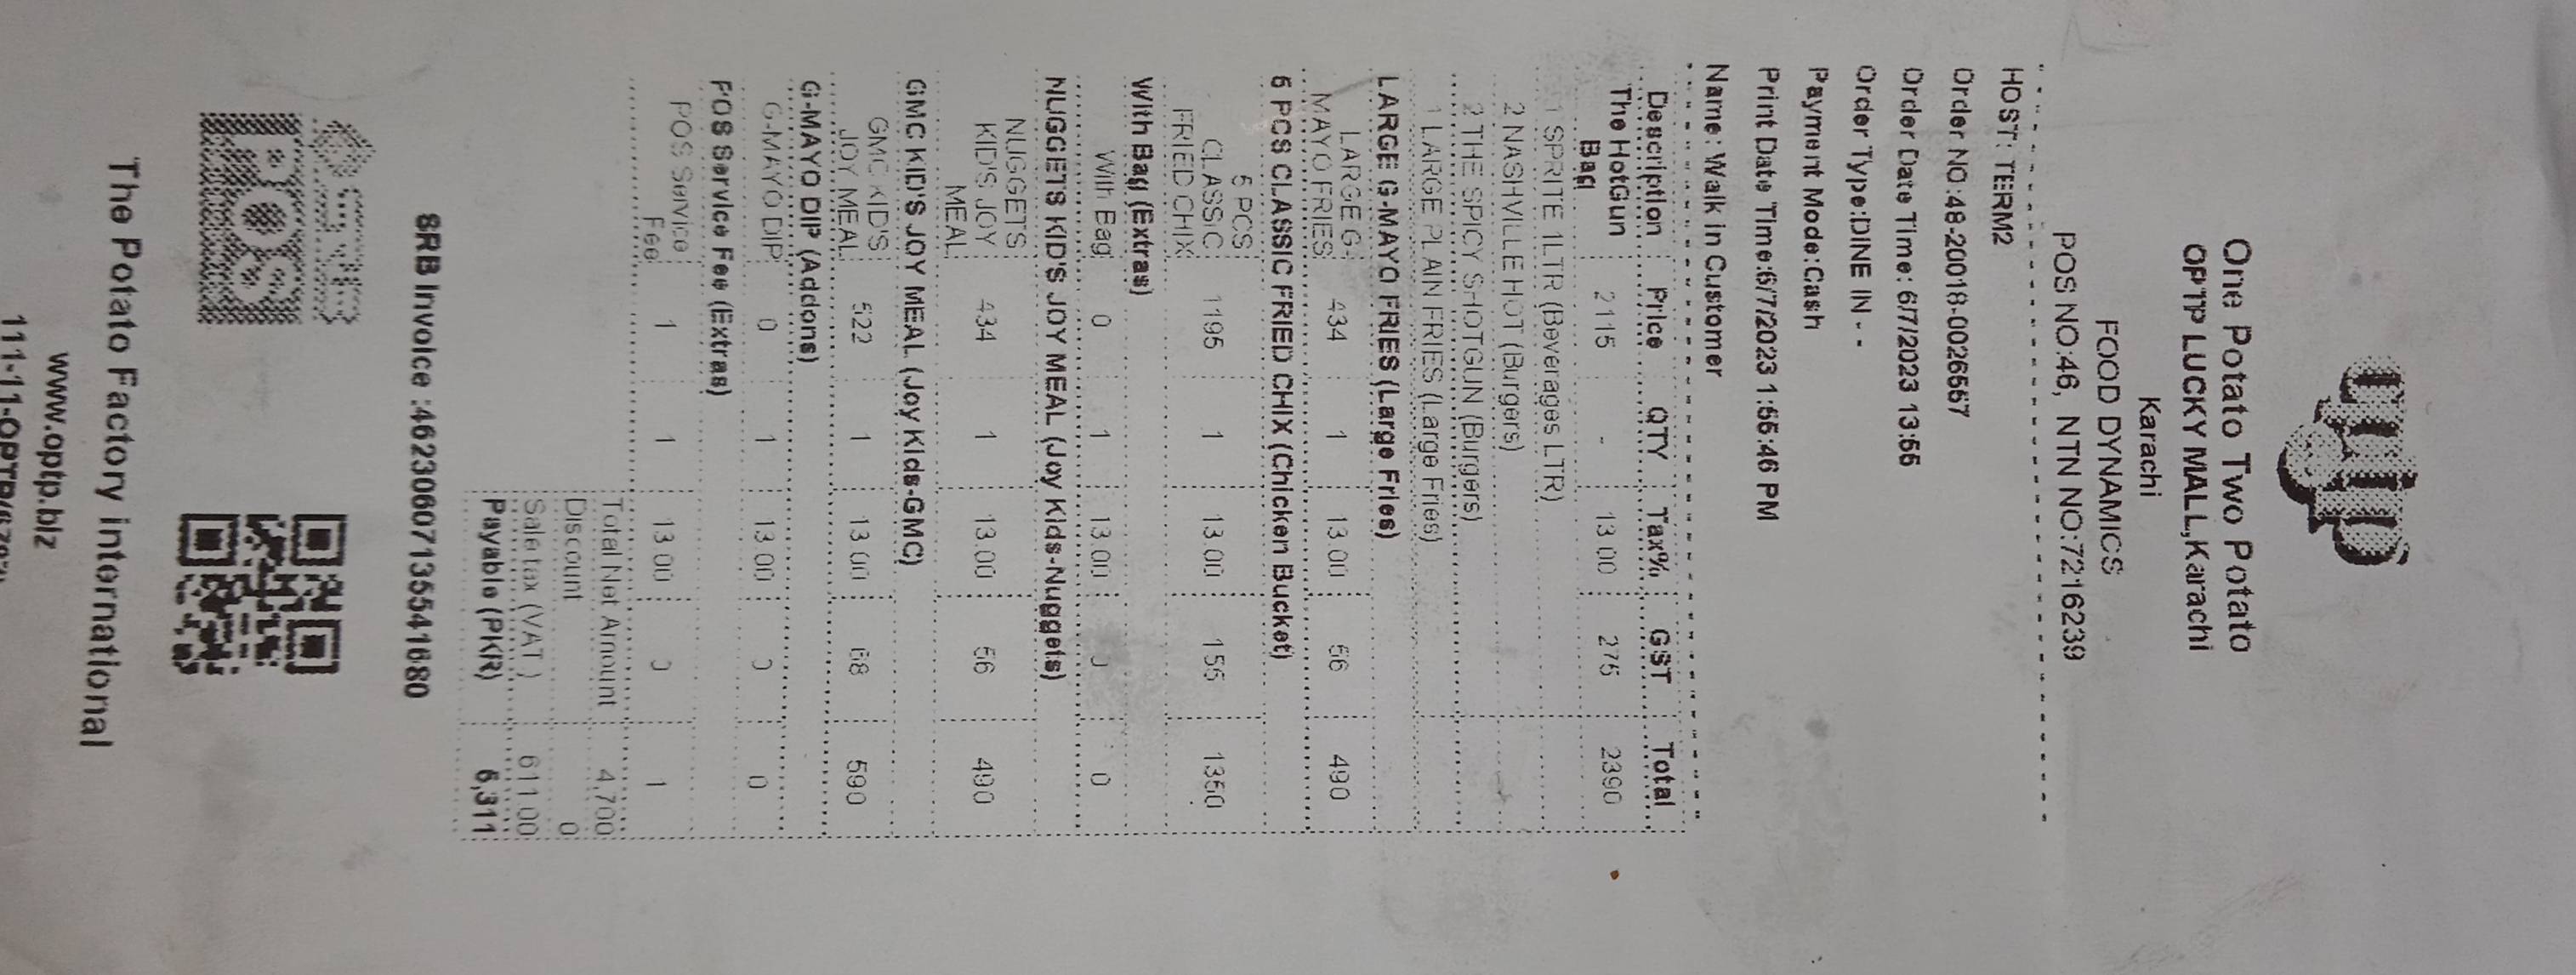 optp
One Potato Two Potato
OPTP LUCKY MALL,Karachi
Karachi
FOOD DYNAMICS
POS NO:46, NTN NO:7216239
HOST: TERM2
Order NO:48-20018-0026557
Order Date Time: 6/7/2023 13:55
Order Type:DINE IN - -
Payment Mode:Cash
Print Date Time:6/7/2023 1:55:46 PM
Name : Walk in Customer
Description Price QTY Tax% GST Total
The HotGun Bag 2115 - 13.00 275 2390
1 SPRITE 1LTR (Beverages LTR)
2 NASHVILLE HOT (Burgers)
2 THE SPICY SHOTGUN (Burgers)
1 LARGE PLAIN FRIES (Large Fries)
LARGE G-MAYO FRIES (Large Fries)
LARGE G-
MAYO FRIES 434 1 13.00 56 490
5 PCS CLASSIC FRIED CHIX (Chicken Bucket)
5 PCS
CLASSIC 1195 1 13.00 155 1350
FRIED CHIX
With Bag (Extras)
With Bag 0 1 13.00 0 0
NUGGETS KID'S JOY MEAL (Joy Kids-Nuggets)
NUGGETS
KID'S JOY 434 1 13.00 56 490
MEAL
GMC KID'S JOY MEAL (Joy Kids-GMC)
GMC KID'S
JOY MEAL 522 1 13.00 68 590
G-MAYO DIP (Addons)
G-MAYO DIP 0 1 13.00 0 0
POS Service Fee (Extras)
POS Service
Fee 1 1 13.00 0 1
Total Net Amount 4,700
Discount 0
Sale tax (VAT) 611.00
Payable (PKR) 5,311
SRB Invoice :46230607135541680
POS
The Potato Factory international
www.optp.biz